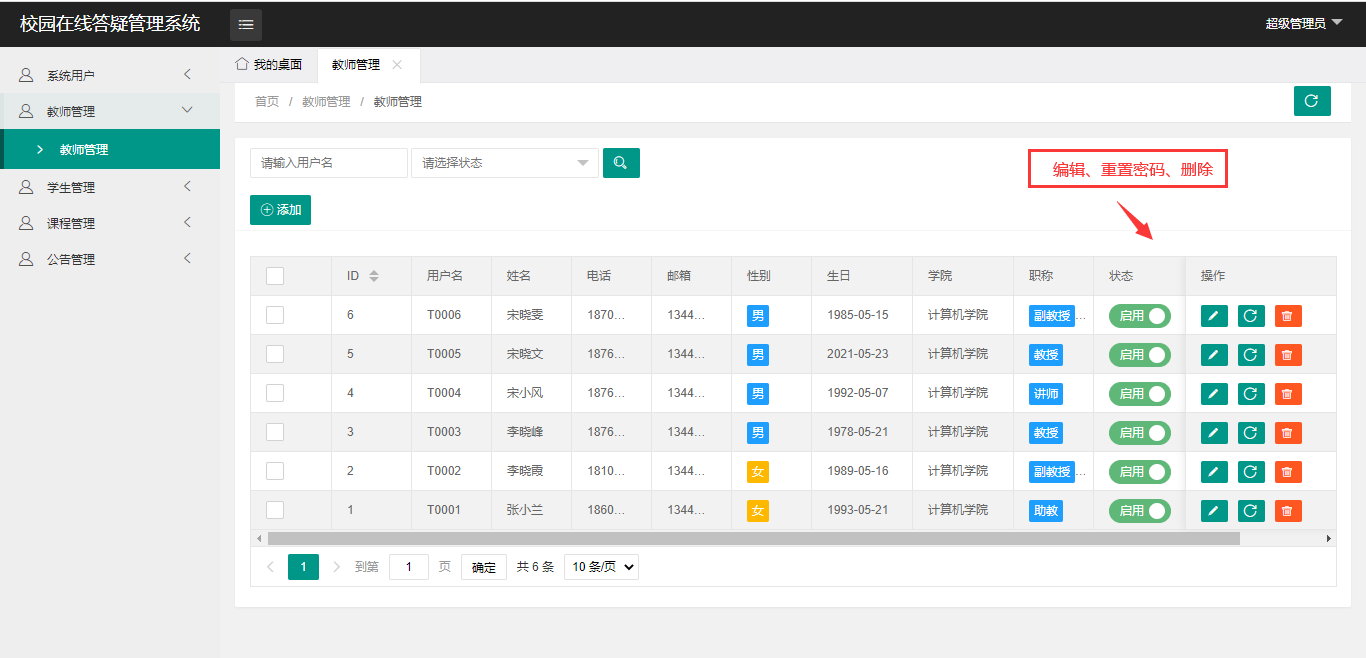 校园在线答疑管理系统
超级管理员
系统用户
教师管理
教师管理
学生管理
课程管理
公告管理
我的桌面 教师管理
首页 / 教师管理 / 教师管理
请输入用户名 请选择状态
编辑、重置密码、删除
添加
ID 用户名 姓名 电话 邮箱 性别 生日 学院 职称 状态 操作
6 T0006 宋晓雯 1870... 1344... 男 1985-05-15 计算机学院 副教授... 启用
5 T0005 宋晓文 1876... 1344... 男 2021-05-23 计算机学院 教授 启用
4 T0004 宋小风 1876... 1344... 男 1992-05-07 计算机学院 讲师 启用
3 T0003 李晓峰 1876... 1344... 男 1978-05-21 计算机学院 教授 启用
2 T0002 李晓霞 1810... 1344... 女 1989-05-16 计算机学院 副教授... 启用
1 T0001 张小兰 1860... 1344... 女 1993-05-21 计算机学院 助教 启用
1 到第 1 页 确定 共 6 条 10 条/页